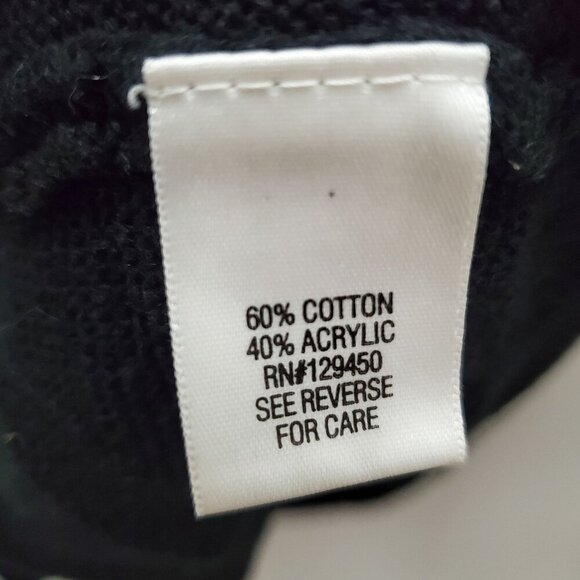 60% COTTON
40% ACRYLIC
RN#129450
SEE REVERSE
FOR CARE